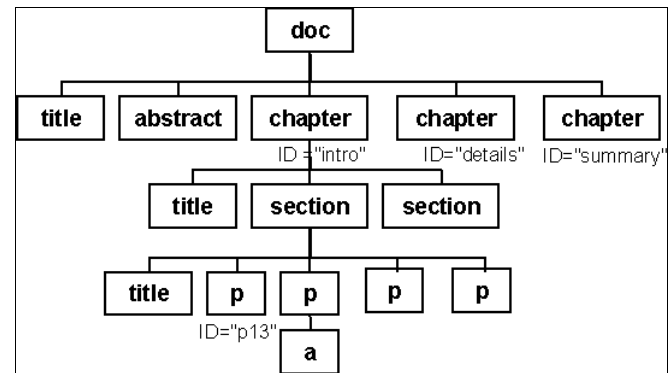 doc
title abstract chapter chapter chapter
ID ="intro" ID="details" ID="summary"
title section section
title p p p p
ID="p13"
a